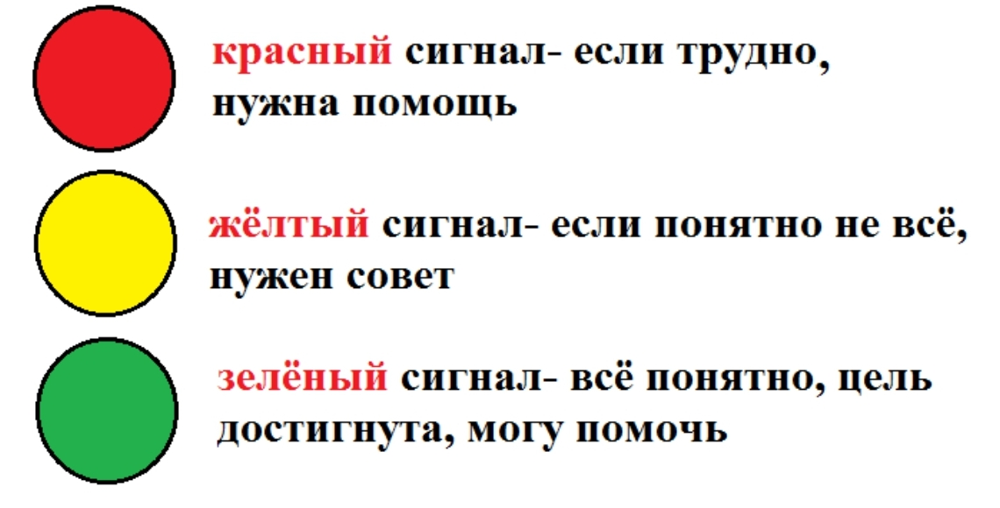 красный сигнал- если трудно,
нужна помощь
жёлтый сигнал- если понятно не всё,
нужен совет
зелёный сигнал- всё понятно, цель
достигнута, могу помочь